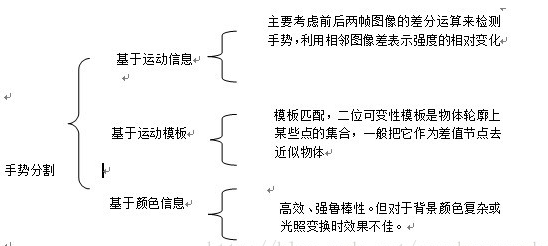 主要考虑前后两帧图像的差分运算来检测
手势，利用相邻图像差表示强度的相对变化
基于运动信息
模板匹配，二位可变性模板是物体轮廓上
某些点的集合，一般把它作为差值节点去
近似物体
基于运动模板
手势分割
基于颜色信息
高效、强鲁棒性。但对于背景颜色复杂或
光照变换时效果不佳。